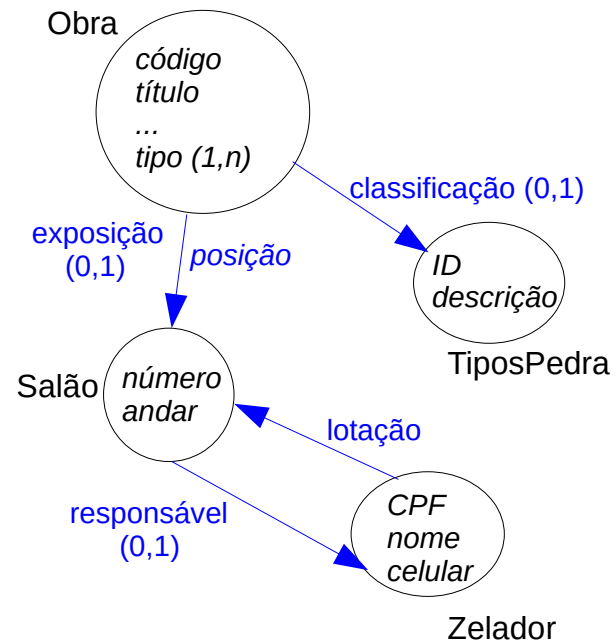 Obra
código
título
...
tipo (1,n)
classificação (0,1)
exposição
(0,1)
posição
ID
descrição
TiposPedra
Salão
número
andar
lotação
responsável
(0,1)
CPF
nome
celular
Zelador